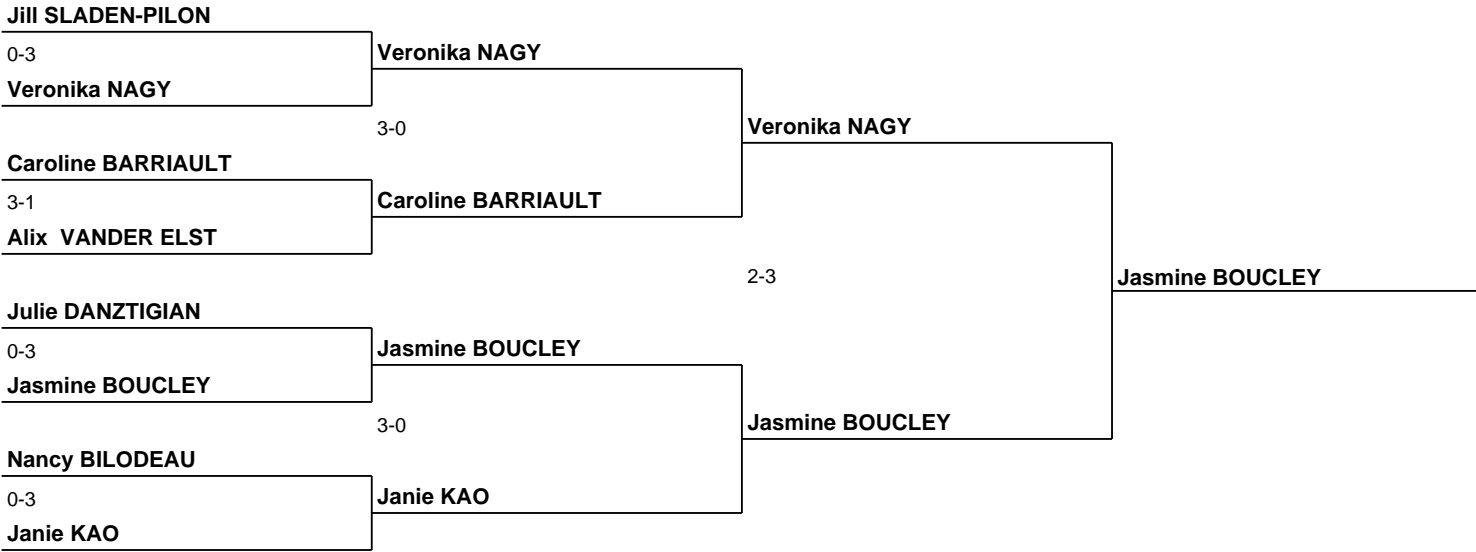 Jill SLADEN-PILON
0-3
Veronika NAGY
Veronika NAGY
3-0
Veronika NAGY
Caroline BARRIAULT
3-1
Caroline BARRIAULT
Alix  VANDER ELST
2-3
Jasmine BOUCLEY
Julie DANZTIGIAN
0-3
Jasmine BOUCLEY
Jasmine BOUCLEY
3-0
Jasmine BOUCLEY
Nancy BILODEAU
0-3
Janie KAO
Janie KAO